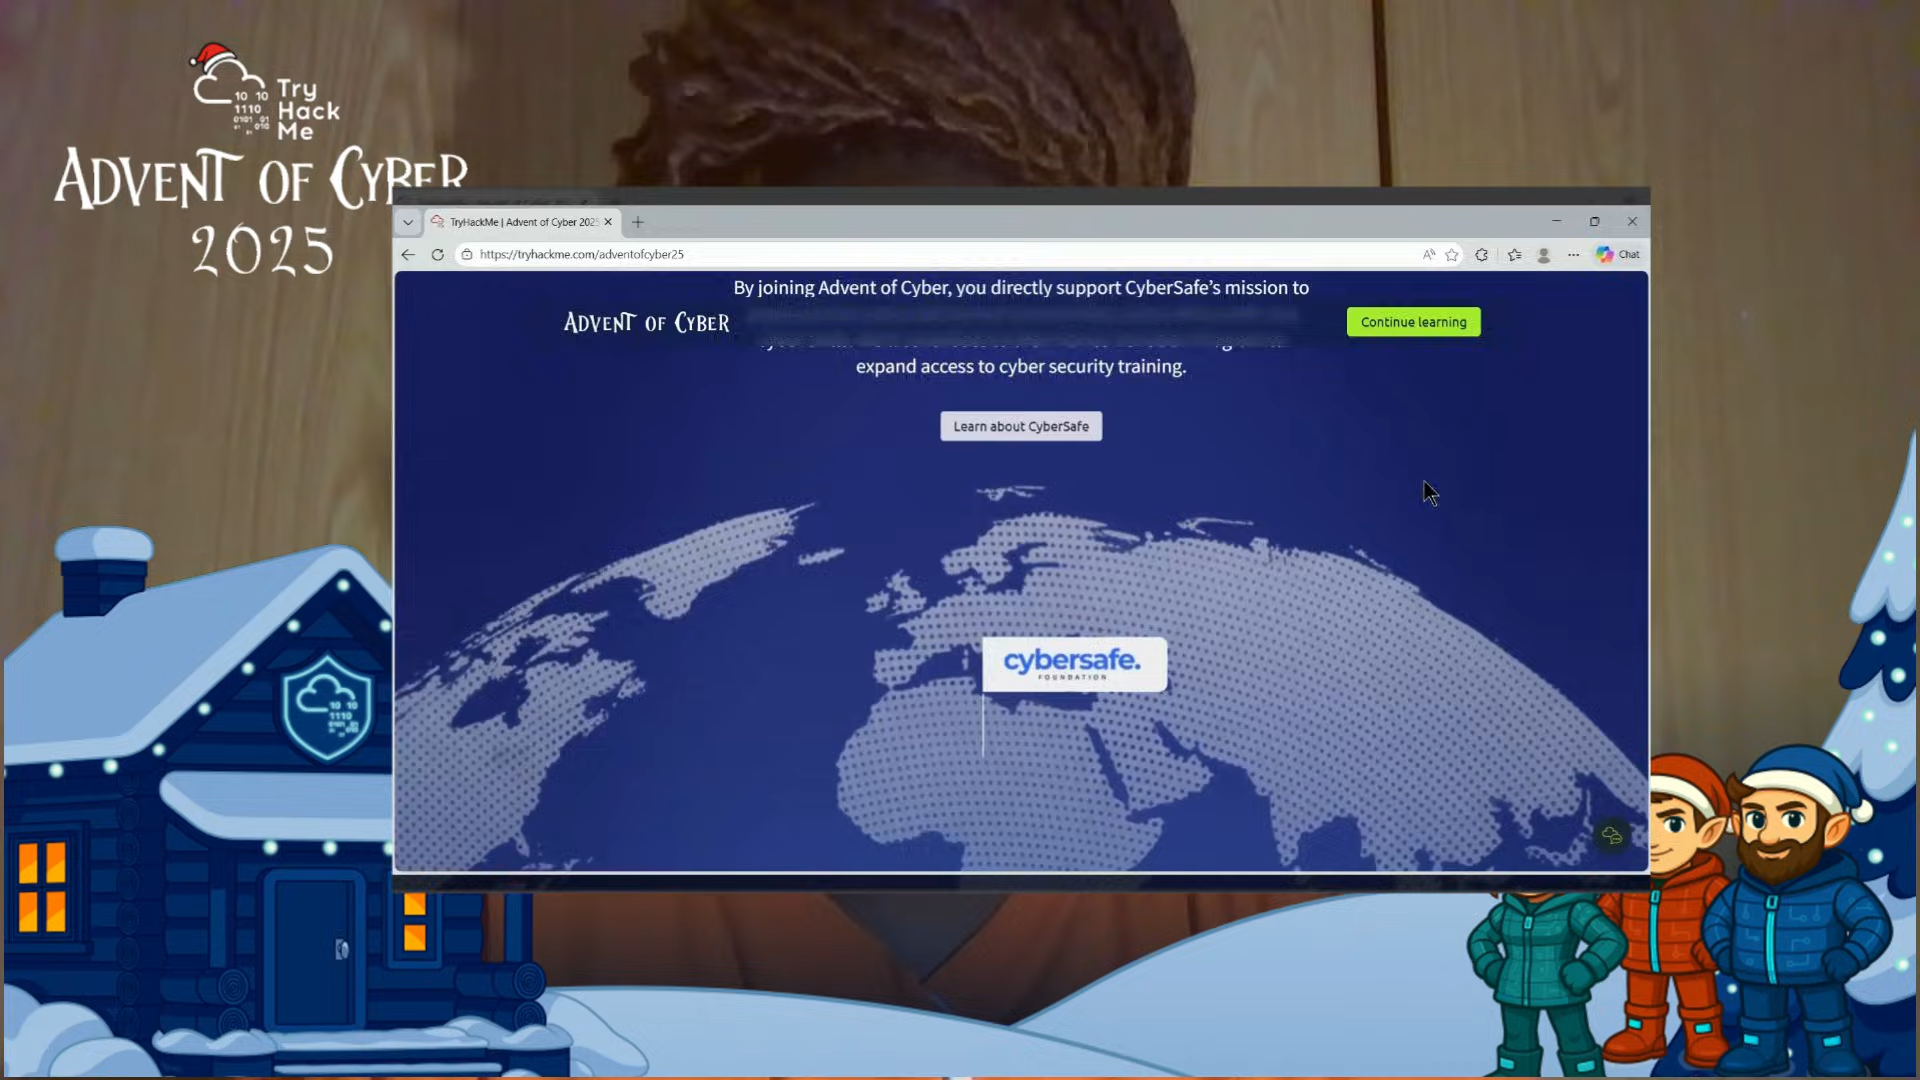 Try
Hack
Me
ADVENT OF CYBER
2025
TryHackMe | Advent of Cyber 2025
https://tryhackme.com/adventofcyber25
Chat
By joining Advent of Cyber, you directly support CyberSafe's mission to
ADVENT OF CYBER
Continue learning
expand access to cyber security training.
Learn about CyberSafe
cybersafe.
FOUNDATION